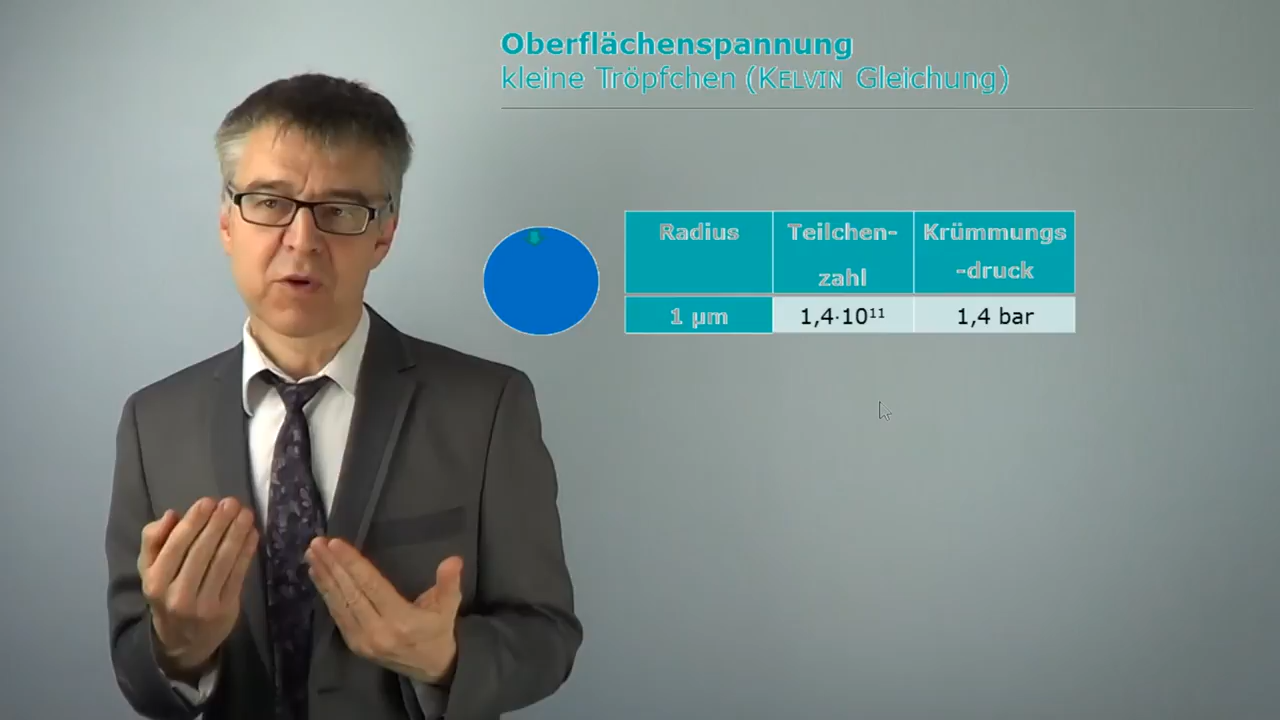 Oberflächenspannung
kleine Tröpfchen (KELVIN Gleichung)
Radius Teilchen- Krümmungs
zahl -druck
1 µm 1,4·10¹¹ 1,4 bar